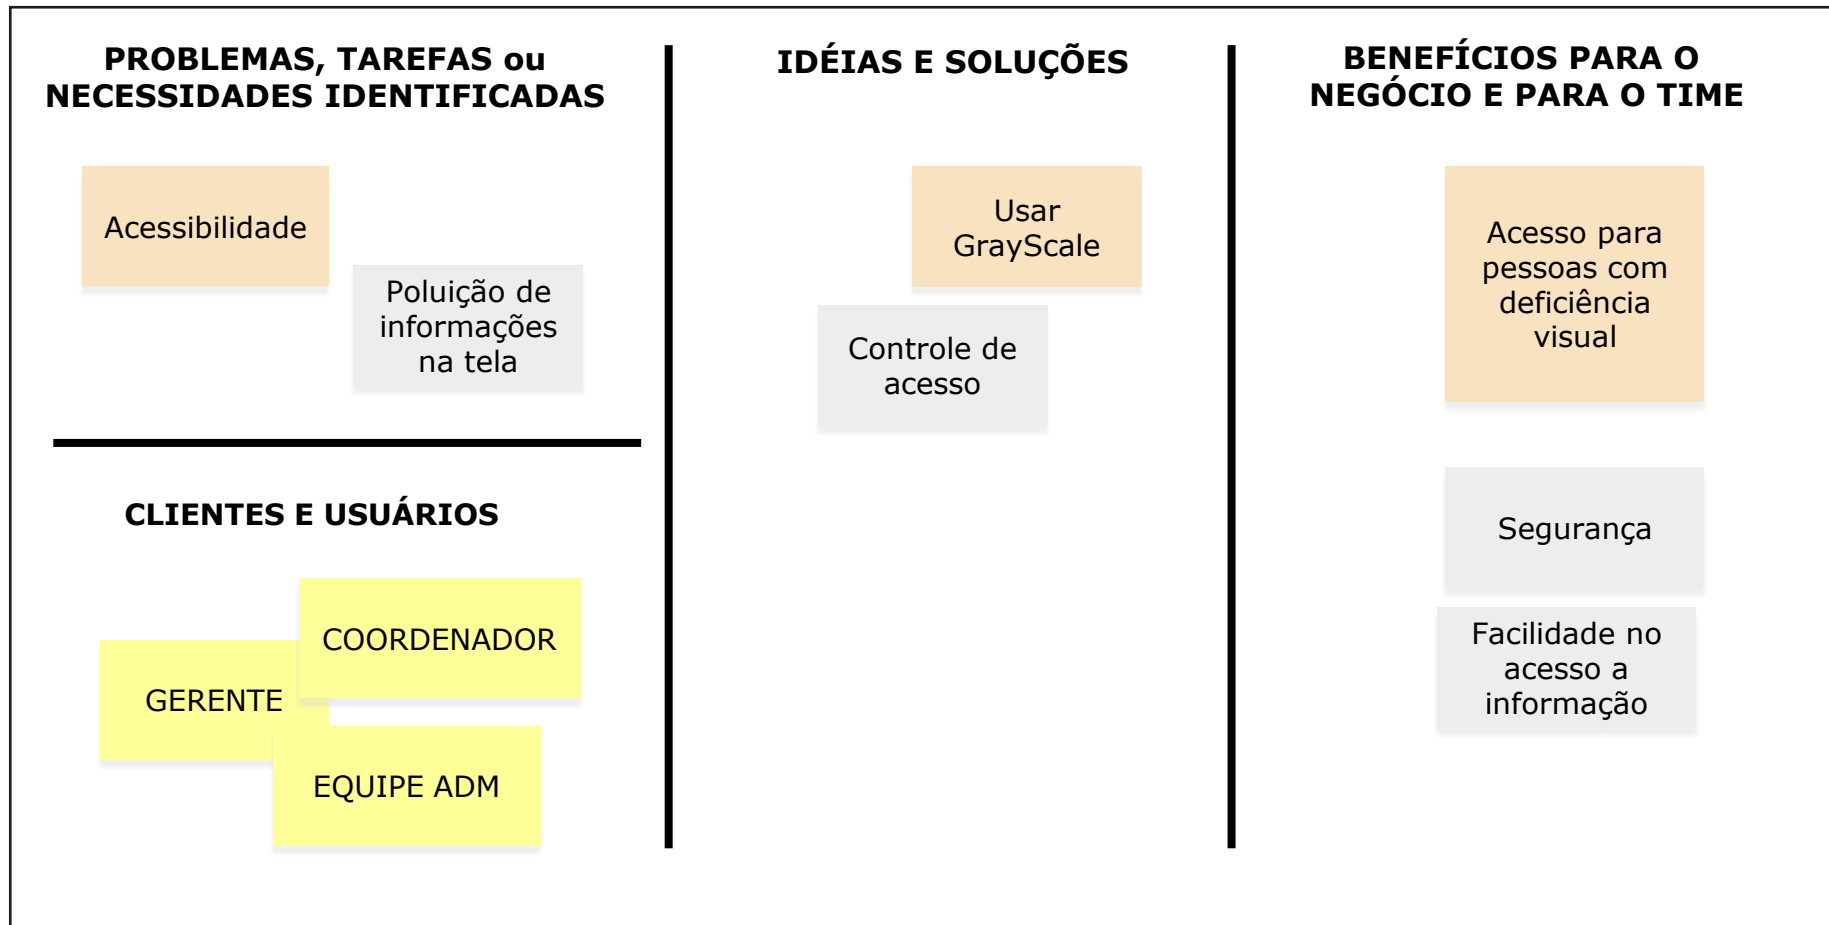 PROBLEMAS, TAREFAS ou
NECESSIDADES IDENTIFICADAS
Acessibilidade
Poluição de
informações
na tela
CLIENTES E USUÁRIOS
COORDENADOR
GERENTE
EQUIPE ADM
IDÉIAS E SOLUÇÕES
Usar
GrayScale
Controle de
acesso
BENEFÍCIOS PARA O
NEGÓCIO E PARA O TIME
Acesso para
pessoas com
deficiência
visual
Segurança
Facilidade no
acesso a
informação